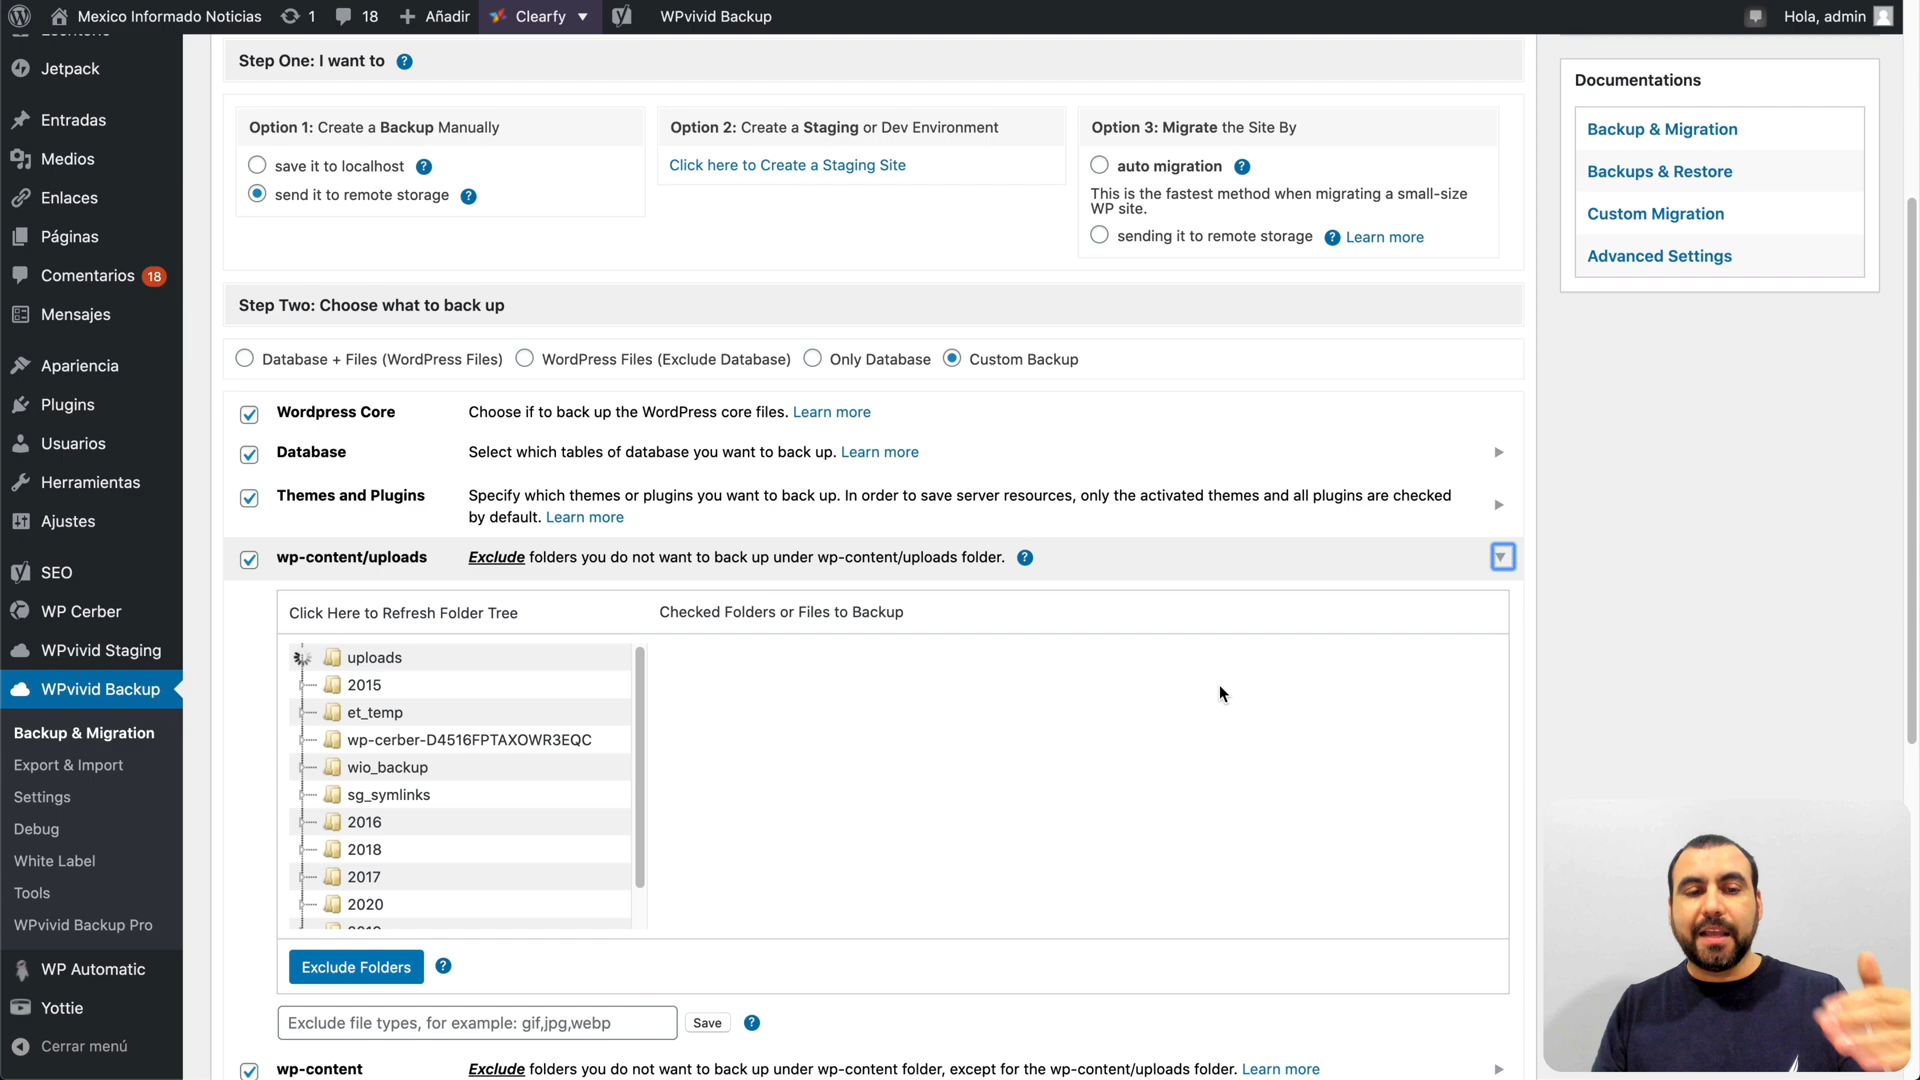 Mexico Informado Noticias 1 18 Añadir Clearfy WPvivid Backup Hola, admin
Jetpack
Entradas
Medios
Enlaces
Páginas
Comentarios 18
Mensajes
Apariencia
Plugins
Usuarios
Herramientas
Ajustes
SEO
WP Cerber
WPvivid Staging
WPvivid Backup
Backup & Migration
Export & Import
Settings
Debug
White Label
Tools
WPvivid Backup Pro
WP Automatic
Yottie
Cerrar menú
Step One: I want to
Option 1: Create a Backup Manually
save it to localhost
send it to remote storage
Option 2: Create a Staging or Dev Environment
Click here to Create a Staging Site
Option 3: Migrate the Site By
auto migration
This is the fastest method when migrating a small-size
WP site.
sending it to remote storage Learn more
Step Two: Choose what to back up
Database + Files (WordPress Files) WordPress Files (Exclude Database) Only Database Custom Backup
Wordpress Core Choose if to back up the WordPress core files. Learn more
Database Select which tables of database you want to back up. Learn more
Themes and Plugins Specify which themes or plugins you want to back up. In order to save server resources, only the activated themes and all plugins are checked
by default. Learn more
wp-content/uploads Exclude folders you do not want to back up under wp-content/uploads folder.
Click Here to Refresh Folder Tree Checked Folders or Files to Backup
uploads
2015
et_temp
wp-cerber-D4516FPTAXOWR3EQC
wio_backup
sg_symlinks
2016
2018
2017
2020
Exclude Folders
Exclude file types, for example: gif,jpg,webp Save
wp-content Exclude folders you do not want to back up under wp-content folder, except for the wp-content/uploads folder. Learn more
Documentations
Backup & Migration
Backups & Restore
Custom Migration
Advanced Settings